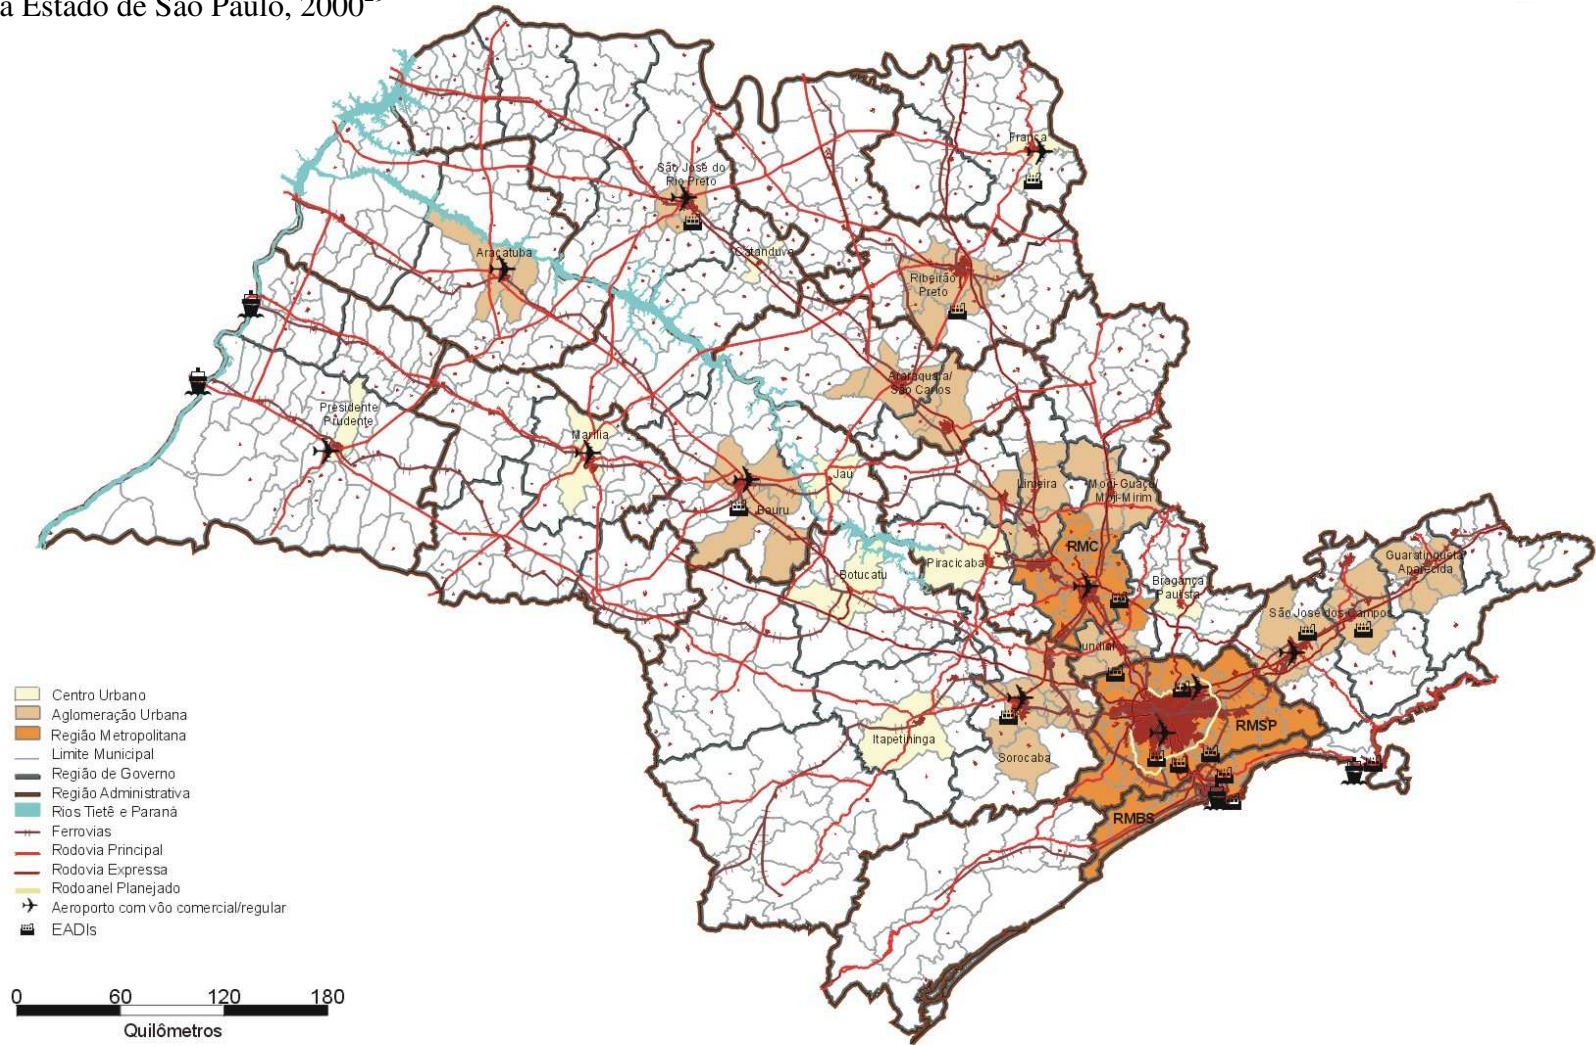 a Estado de São Paulo, 2000
Franca
São José do
Rio Preto
Araçatuba
Catanduva
Ribeirão
Preto
Araraquara/
São Carlos
Presidente
Prudente
Marília
Jaú
Limeira
Mogi-Guaçu/
Moji-Mirim
Bauru
RMC
Guaratinguetá
Aparecida
Botucatu
Piracicaba
Bragança
Paulista
São José dos Campos
Jundiaí
RMSP
Itapetininga
Sorocaba
RMBS
Centro Urbano
Aglomeração Urbana
Região Metropolitana
Limite Municipal
Região de Governo
Região Administrativa
Rios Tietê e Paraná
Ferrovias
Rodovia Principal
Rodovia Expressa
Rodoanel Planejado
Aeroporto com vôo comercial/regular
EADIs
0 60 120 180
Quilômetros